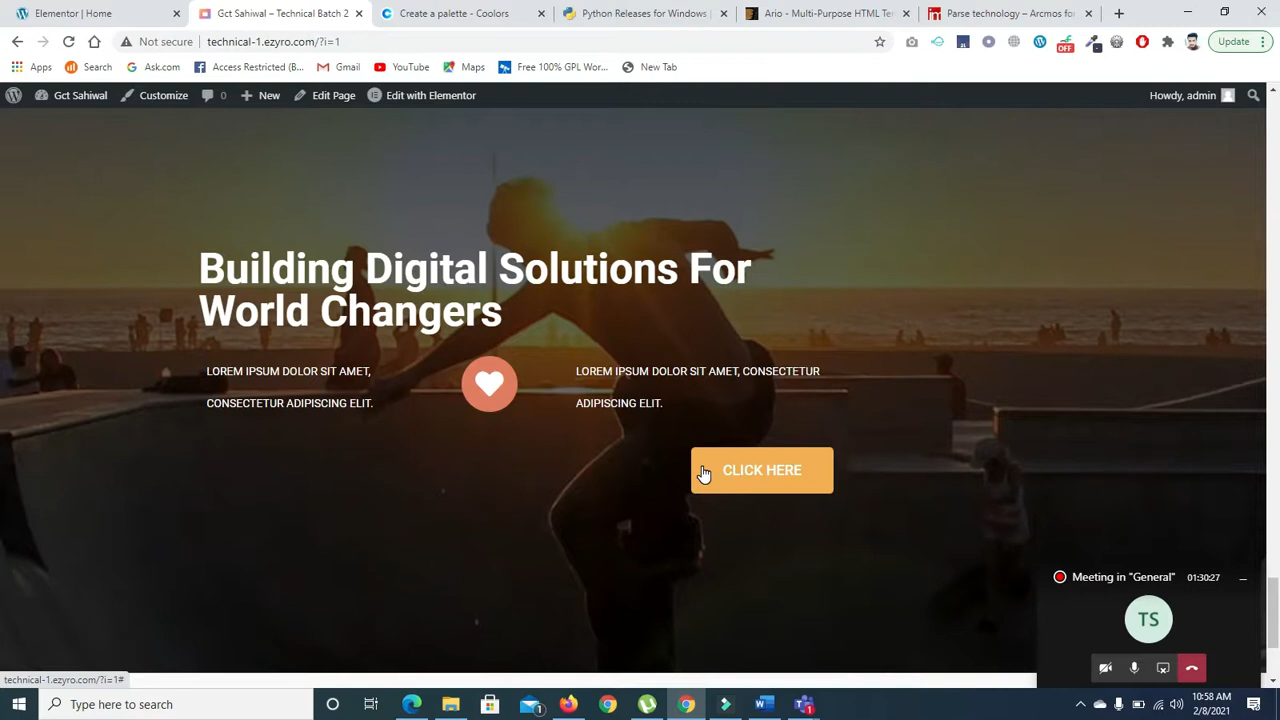 Elementor | Home
Gct Sahiwal – Technical Batch 2
Create a palette - Coolors
Python Releases for Windows |
Ario - Multi-Purpose HTML Te
Parse technology – Arcmos for
Not secure | technical-1.ezyro.com/?i=1
Update
Apps
Search
Ask.com
Access Restricted (B...
Gmail
YouTube
Maps
Free 100% GPL Wor...
New Tab
Gct Sahiwal
Customize
0
New
Edit Page
Edit with Elementor
Howdy, admin
Building Digital Solutions For
World Changers
LOREM IPSUM DOLOR SIT AMET,
CONSECTETUR ADIPISCING ELIT.
LOREM IPSUM DOLOR SIT AMET, CONSECTETUR
ADIPISCING ELIT.
CLICK HERE
Meeting in "General"
01:30:27
TS
technical-1.ezyro.com/?i=1#
Type here to search
10:58 AM
2/8/2021